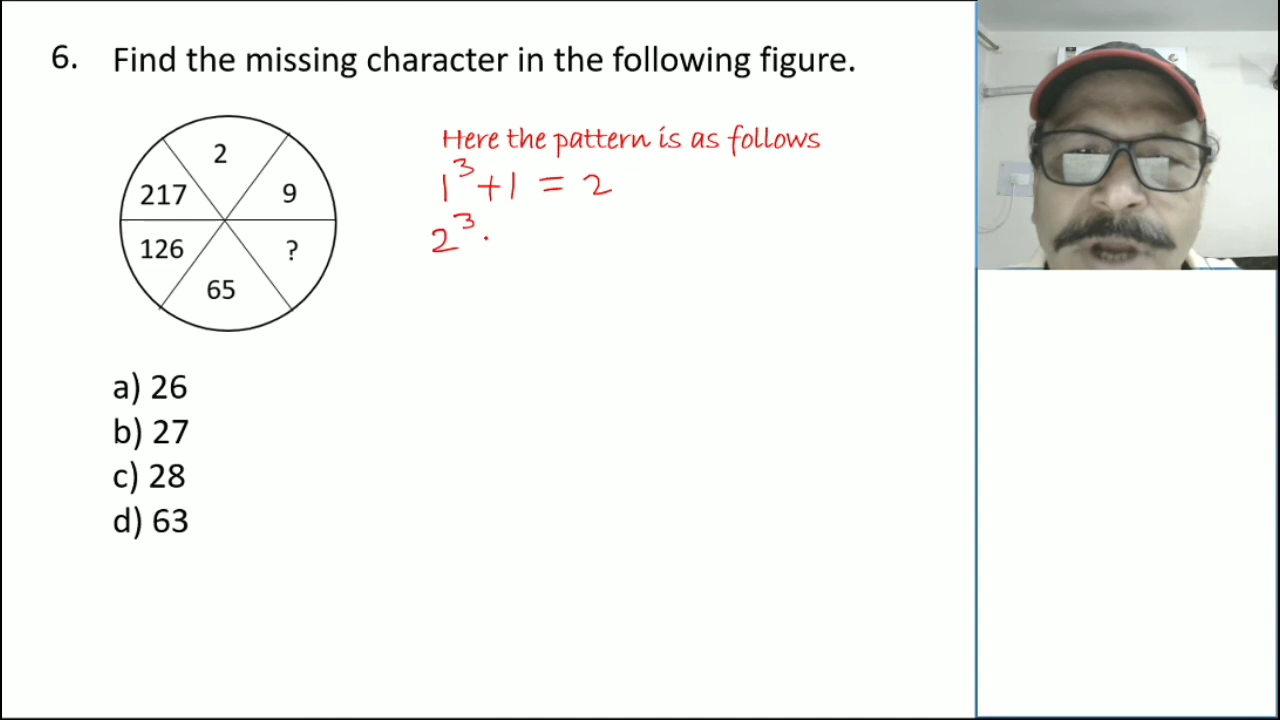 6. Find the missing character in the following figure.
2
217
9
126
?
65
Here the pattern is as follows
1³+1 = 2
2³.
a) 26
b) 27
c) 28
d) 63